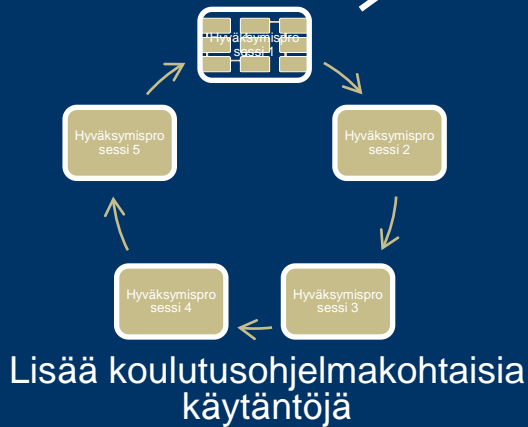 Hyväksymispro
sessi 1
Hyväksymispro
sessi 2
Hyväksymispro
sessi 3
Hyväksymispro
sessi 4
Hyväksymispro
sessi 5
Lisää koulutusohjelmakohtaisia
käytäntöjä